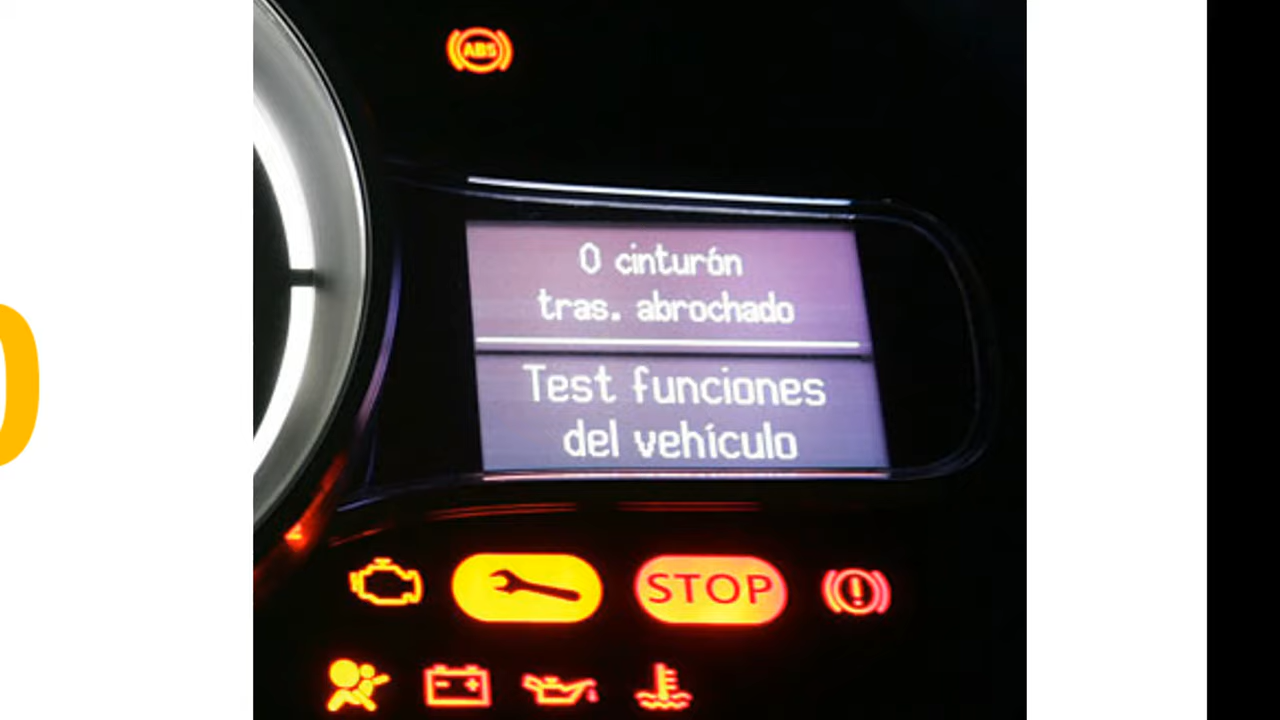 ABS
0 cinturón
tras. abrochado
Test funciones
del vehículo
STOP